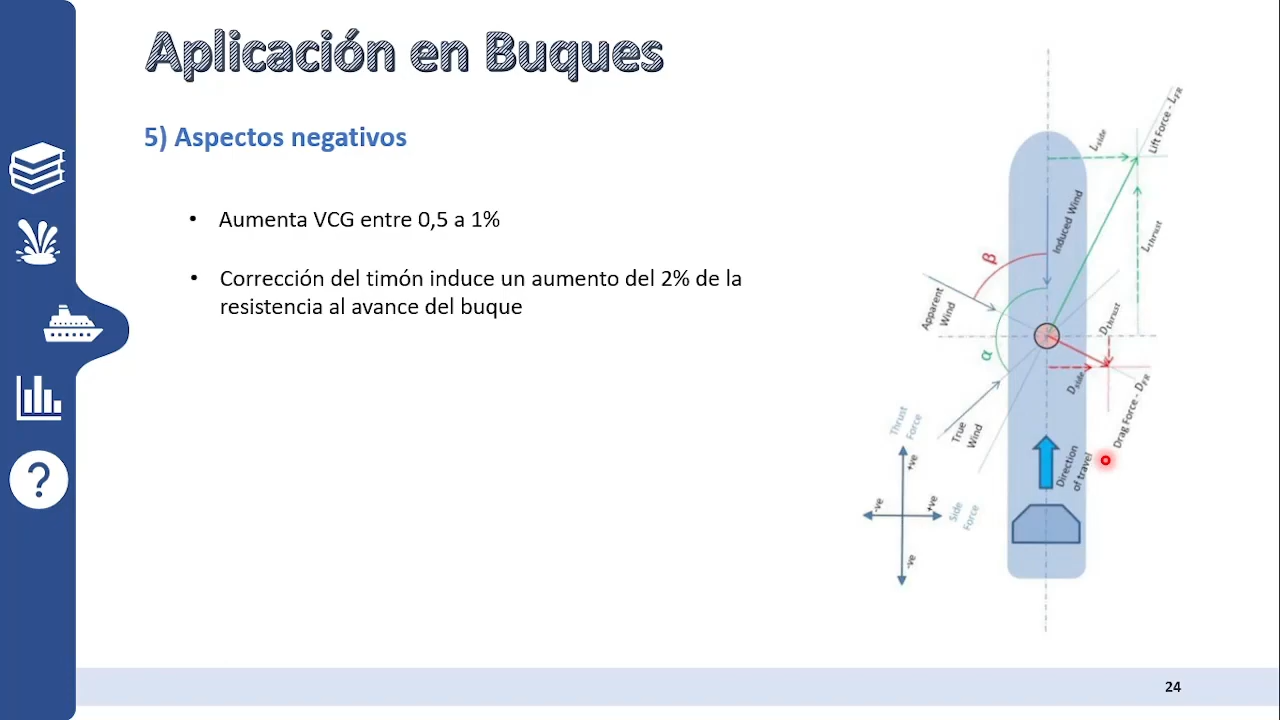 Aplicación en Buques
5) Aspectos negativos
• Aumenta VCG entre 0,5 a 1%
• Corrección del timón induce un aumento del 2% de la
resistencia al avance del buque
L_side
Lift Force - L_FR
Induced Wind
L_thrust
β
Apparent
Wind
α
D_thrust
D_side
Drag Force - D_FR
True
Wind
Thrust
Force
+ve
-ve
+ve
-ve
Side
Force
Direction
of travel
?
24